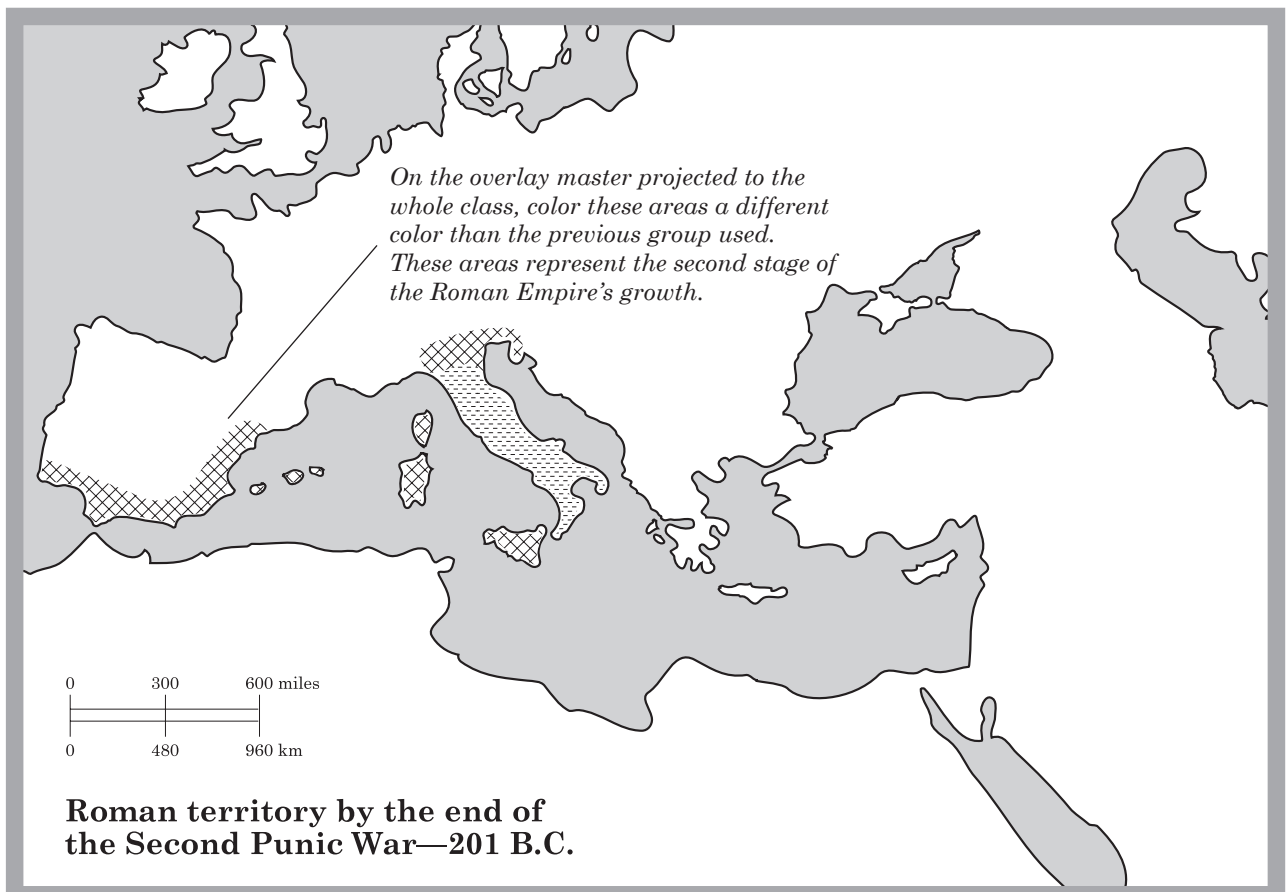 On the overlay master projected to the
whole class, color these areas a different
color than the previous group used.
These areas represent the second stage of
the Roman Empire’s growth.
0 300 600 miles
0 480 960 km
Roman territory by the end of
the Second Punic War—201 B.C.